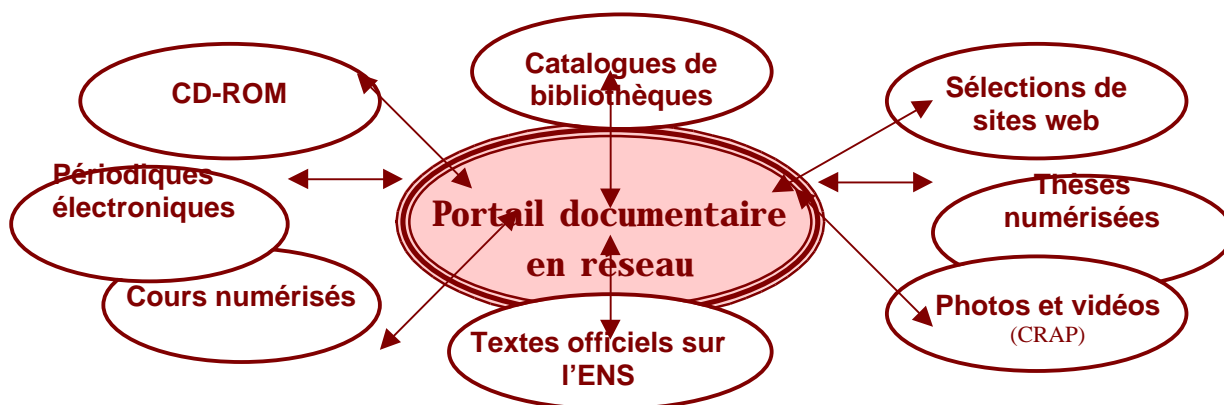 CD-ROM
Périodiques
électroniques
Cours numérisés
Catalogues de
bibliothèques
Portail documentaire
en réseau
Textes officiels sur
l'ENS
Sélections de
sites web
Thèses
numérisées
Photos et vidéos
(CRAP)